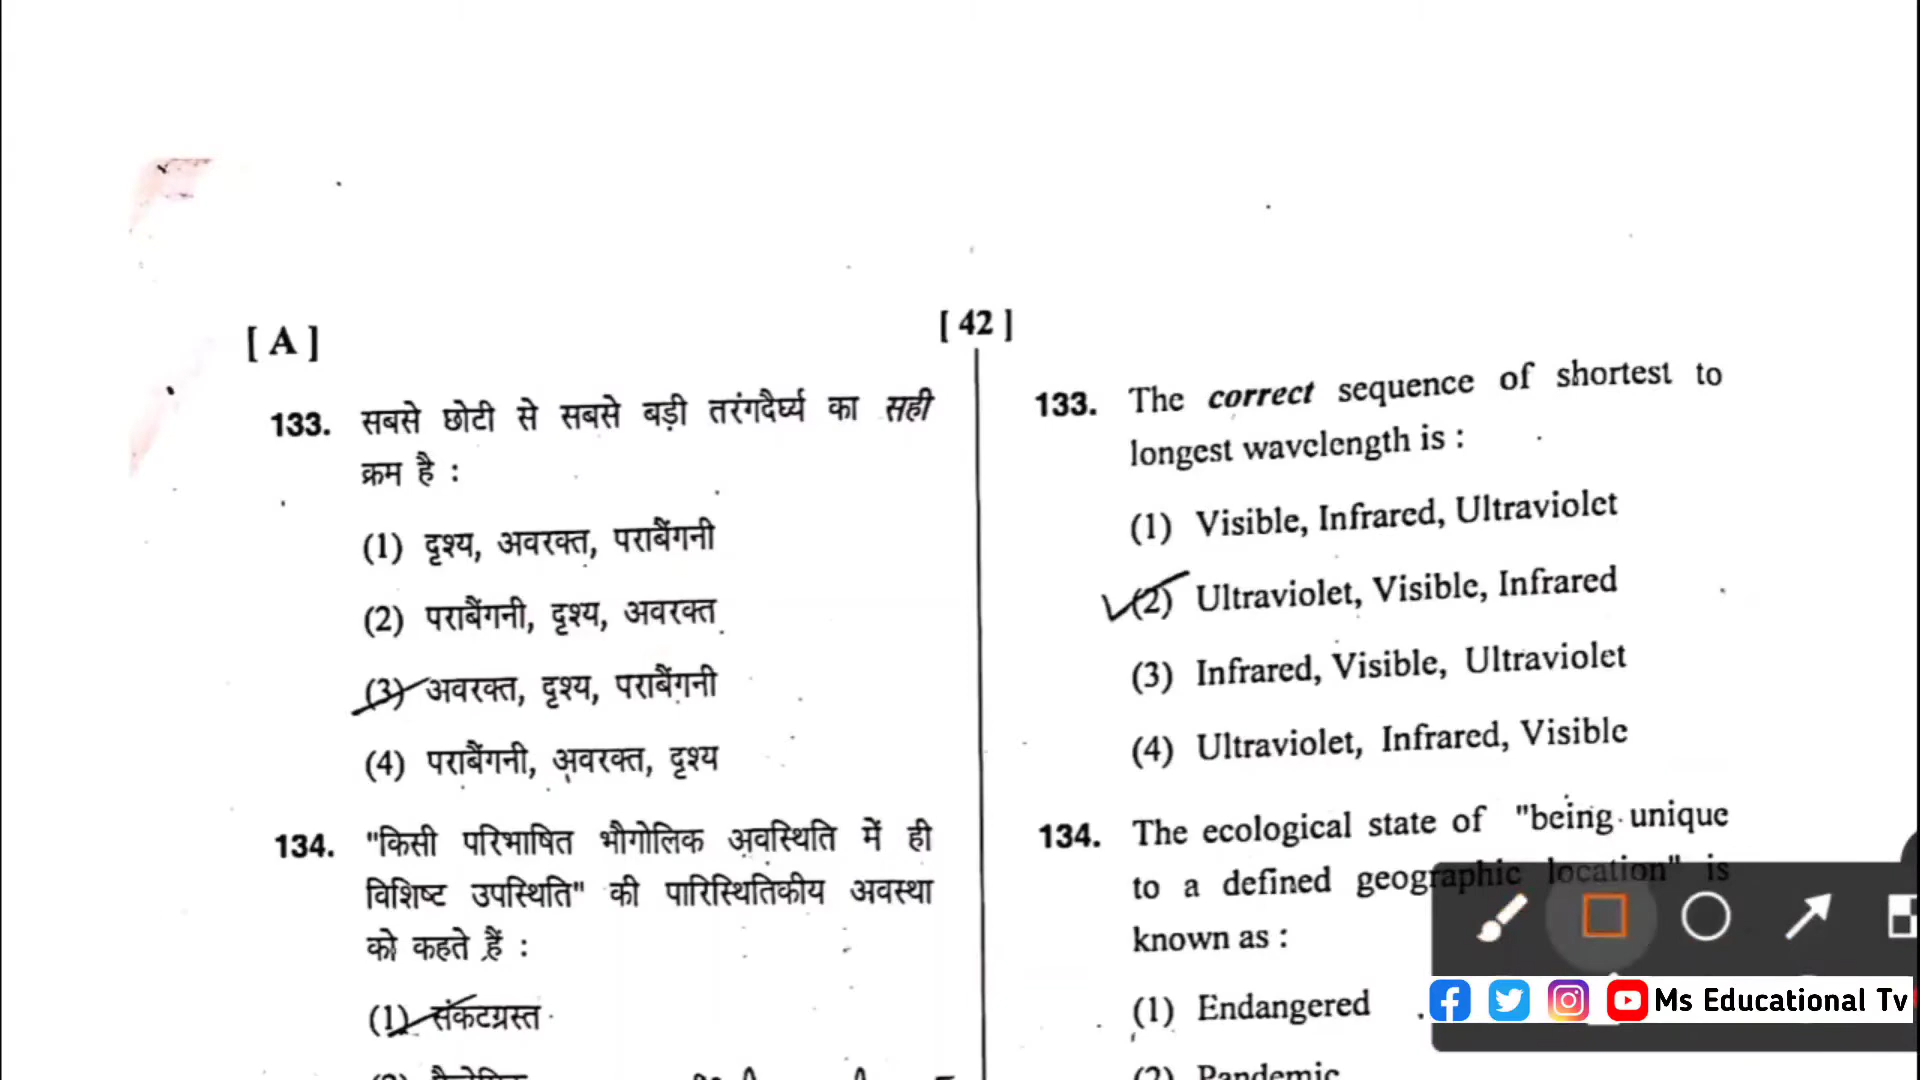 [ A ]
[ 42 ]
133. सबसे छोटी से सबसे बड़ी तरंगदैर्घ्य का सही
क्रम है :
(1) दृश्य, अवरक्त, पराबैंगनी
(2) पराबैंगनी, दृश्य, अवरक्त
(3) अवरक्त, दृश्य, पराबैंगनी
(4) पराबैंगनी, अवरक्त, दृश्य
134. "किसी परिभाषित भौगोलिक अवस्थिति में ही
विशिष्ट उपस्थिति" की पारिस्थितिकीय अवस्था
को कहते हैं :
(1) संकटग्रस्त
133. The correct sequence of shortest to
longest wavelength is :
(1) Visible, Infrared, Ultraviolet
(2) Ultraviolet, Visible, Infrared
(3) Infrared, Visible, Ultraviolet
(4) Ultraviolet, Infrared, Visible
134. The ecological state of "being unique
to a defined geographic location" is
known as :
(1) Endangered
(2) Pandemic
Ms Educational Tv